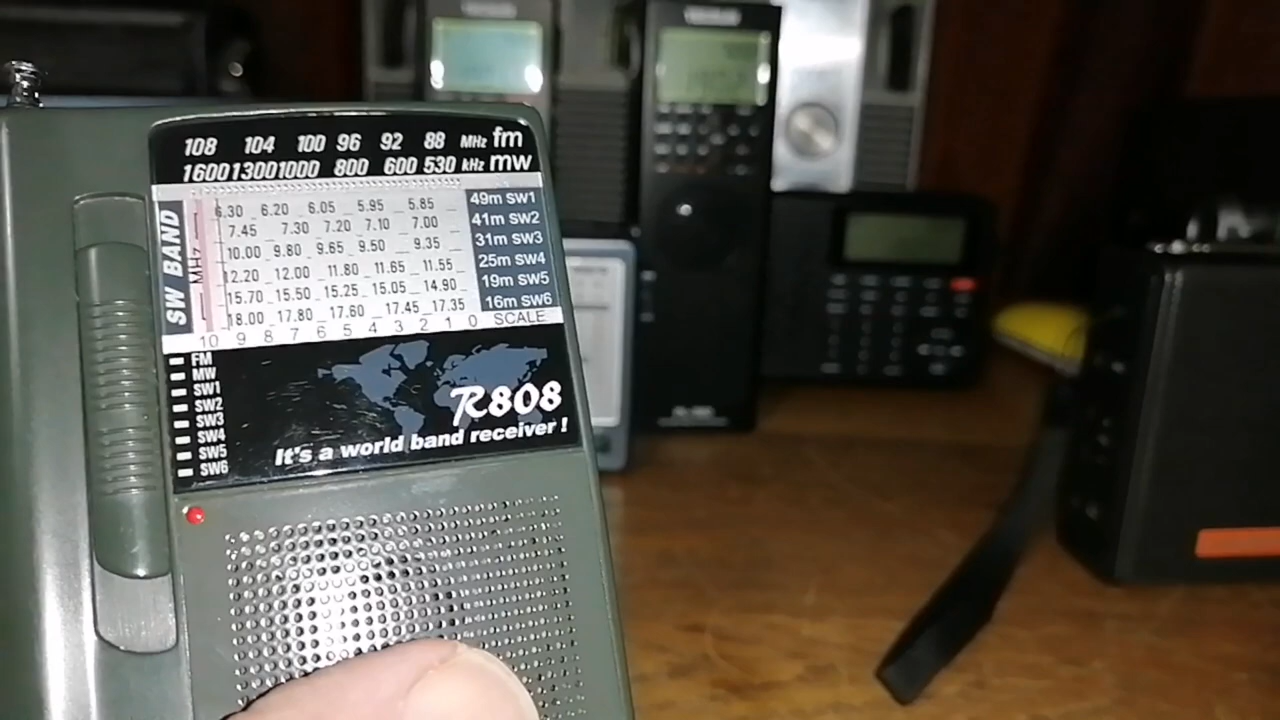 108 104 100 96 92 88 MHz fm
1600 1300 1000 800 600 530 kHz mw
SW BAND
MHz
6.30 6.20 6.05 5.95 5.85 49m SW1
7.45 7.30 7.20 7.10 7.00 41m SW2
10.00 9.80 9.65 9.50 9.35 31m SW3
12.20 12.00 11.80 11.65 11.55 25m SW4
15.70 15.50 15.25 15.05 14.90 19m SW5
18.00 17.80 17.60 17.45 17.35 16m SW6
10 9 8 7 6 5 4 3 2 1 0 SCALE
FM
MW
SW1
SW2
SW3
SW4
SW5
SW6
R808
It's a world band receiver !